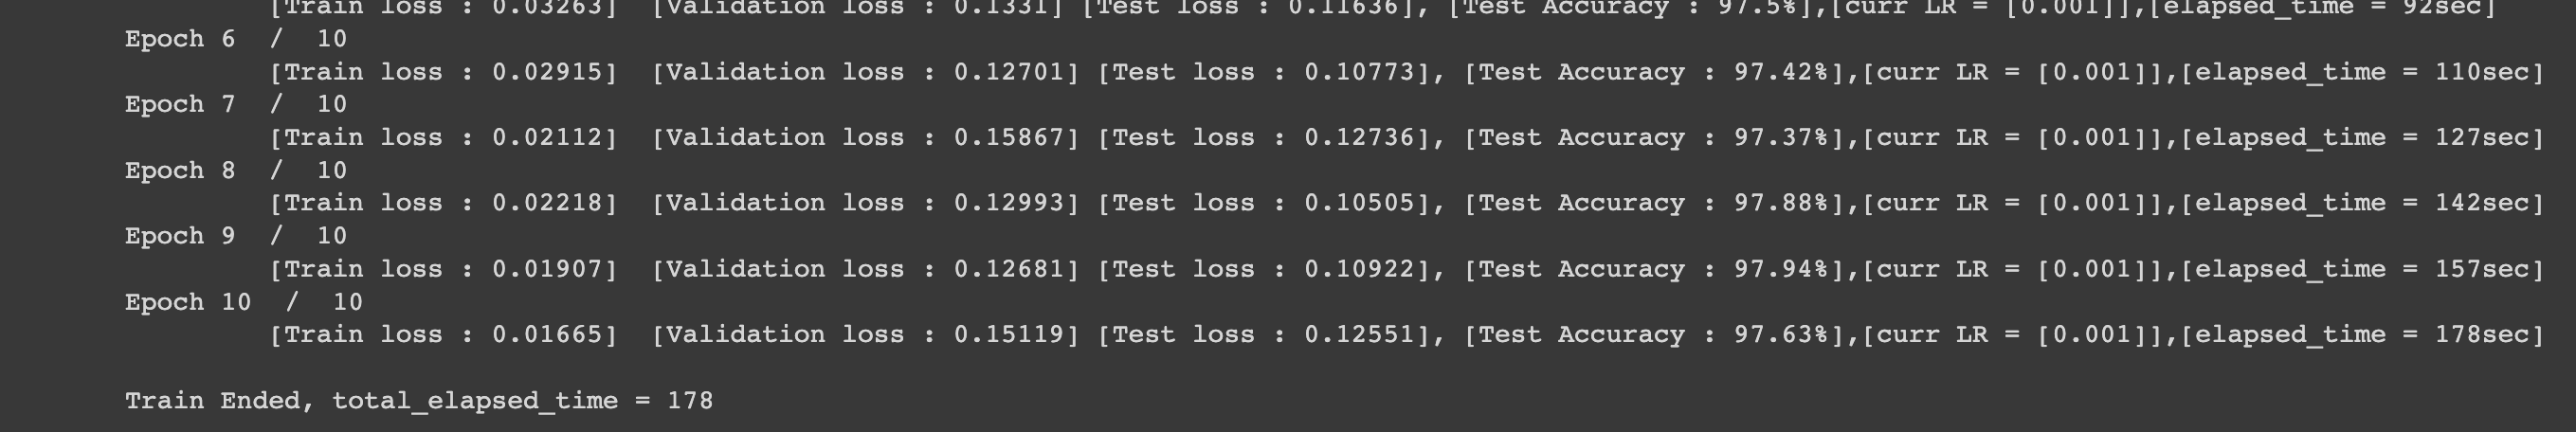 [Train loss : 0.03263]  [Validation loss : 0.1331] [Test loss : 0.11636], [Test Accuracy : 97.5%],[curr LR = [0.001]],[elapsed_time = 92sec]
Epoch 6  /  10
[Train loss : 0.02915]  [Validation loss : 0.12701] [Test loss : 0.10773], [Test Accuracy : 97.42%],[curr LR = [0.001]],[elapsed_time = 110sec]
Epoch 7  /  10
[Train loss : 0.02112]  [Validation loss : 0.15867] [Test loss : 0.12736], [Test Accuracy : 97.37%],[curr LR = [0.001]],[elapsed_time = 127sec]
Epoch 8  /  10
[Train loss : 0.02218]  [Validation loss : 0.12993] [Test loss : 0.10505], [Test Accuracy : 97.88%],[curr LR = [0.001]],[elapsed_time = 142sec]
Epoch 9  /  10
[Train loss : 0.01907]  [Validation loss : 0.12681] [Test loss : 0.10922], [Test Accuracy : 97.94%],[curr LR = [0.001]],[elapsed_time = 157sec]
Epoch 10  /  10
[Train loss : 0.01665]  [Validation loss : 0.15119] [Test loss : 0.12551], [Test Accuracy : 97.63%],[curr LR = [0.001]],[elapsed_time = 178sec]
Train Ended, total_elapsed_time = 178